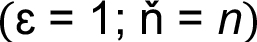 (ε = 1; ň = n)